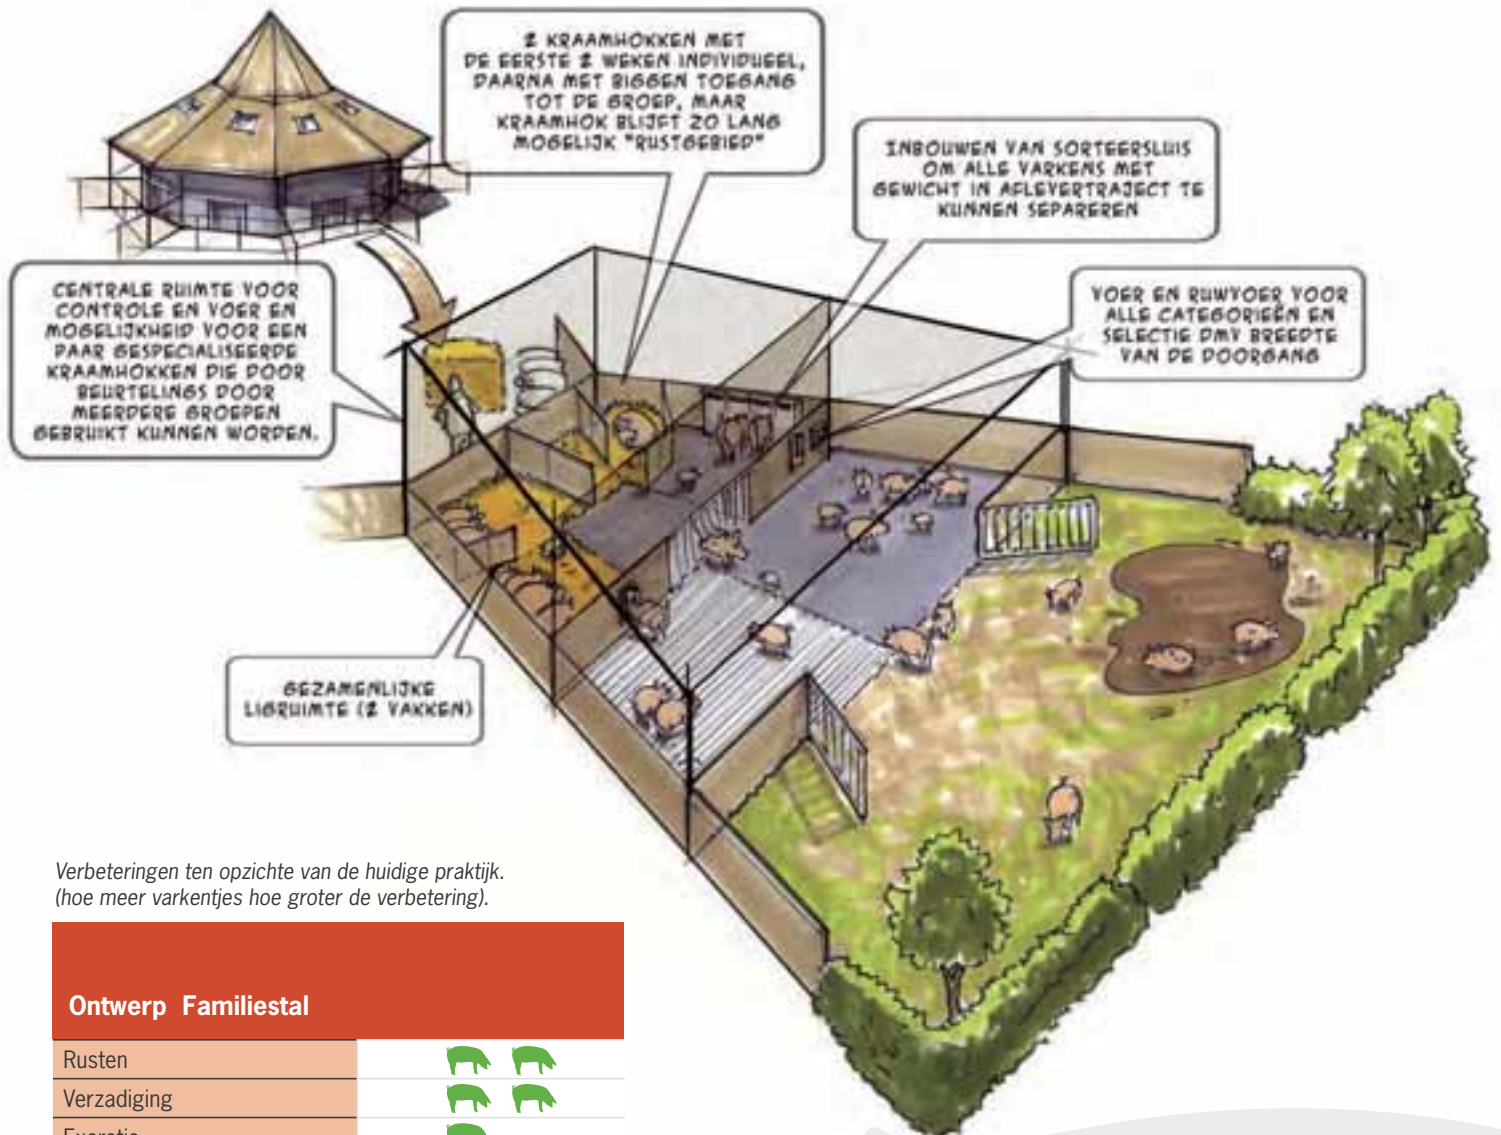 2 KRAAMHOKKEN MET
DE EERSTE 2 WEKEN INDIVIDUEEL,
DAARNA MET BIGGEN TOEGANG
TOT DE GROEP, MAAR
KRAAMHOK BLIJFT ZO LANG
MOGELIJK "RUSTGEBIED"
INBOUWEN VAN SORTEERSLUIS
OM ALLE VARKENS MET
GEWICHT IN AFLEVERTRAJECT TE
KUNNEN SEPAREREN
CENTRALE RUIMTE VOOR
CONTROLE EN VOER EN
MOGELIJKHEID VOOR EEN
PAAR GESPECIALISEERDE
KRAAMHOKKEN DIE DOOR
BEURTELINGS DOOR
MEERDERE GROEPEN
GEBRUIKT KUNNEN WORDEN.
VOER EN RUWVOER VOOR
ALLE CATEGORIEËN EN
SELECTIE DMV BREEDTE
VAN DE DOORGANG
GEZAMENLIJKE
LIGRUIMTE (2 VAKKEN)
Verbeteringen ten opzichte van de huidige praktijk.
(hoe meer varkentjes hoe groter de verbetering).
Ontwerp Familiestal
Rusten
Verzadiging